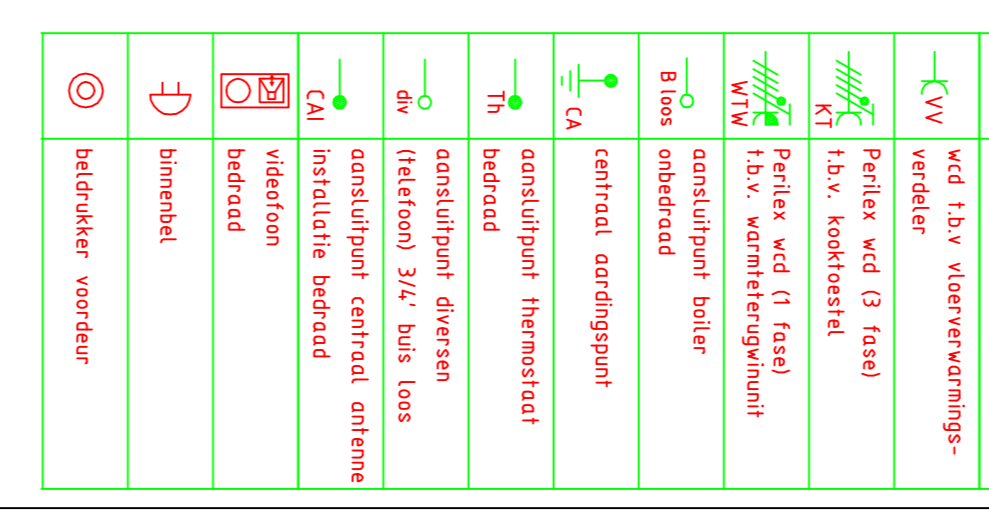 VV
wcd t.b.v vloerverwarmings-
verdeler
KT
Perilex wcd (3 fase)
t.b.v. kooktoestel
WTW
Perilex wcd (1 fase)
t.b.v. warmteterugwinunit
B loos
aansluitpunt boiler
onbedraad
CA
centraal aardingspunt
Th
aansluitpunt thermostaat
bedraad
div
aansluitpunt diversen
(telefoon) 3/4' buis loos
CAI
aansluitpunt centraal antenne
installatie bedraad
videofoon
bedraad
binnenbel
beldrukker voordeur